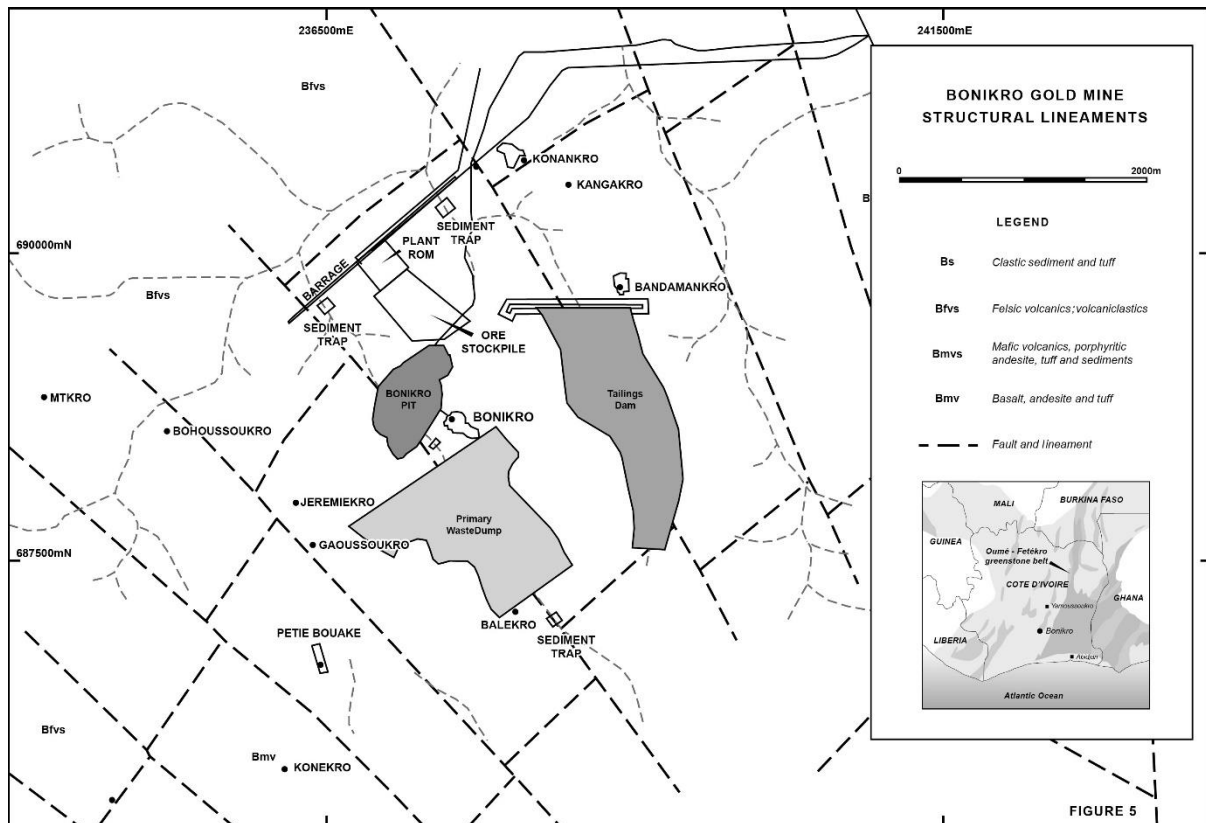 236500mE
241500mE
Bfvs
KONANKRO
KANGAKRO
SEDIMENT
TRAP
PLANT
ROM
690000mN
BARRAGE
Bfvs
BANDAMANKRO
SEDIMENT
TRAP
ORE
STOCKPILE
MTKRO
BONIKRO
PIT
Tailings
Dam
BONIKRO
BOHOUSSOUKRO
JEREMIEKRO
Primary
WasteDump
GAOUSSOUKRO
687500mN
BALEKRO
SEDIMENT
TRAP
PETIE BOUAKE
Bfvs
Bmv
KONEKRO
B
BONIKRO GOLD MINE
STRUCTURAL LINEAMENTS
0
2000m
LEGEND
Bs Clastic sediment and tuff
Bfvs Felsic volcanics; volcaniclastics
Bmvs Mafic volcanics, porphyritic
andesite, tuff and sediments
Bmv Basalt, andesite and tuff
Fault and lineament
MALI
BURKINA FASO
GUINEA
Oumé - Fetékro
greenstone belt
COTE D'IVOIRE
GHANA
Yamoussoukro
Bonikro
LIBERIA
Abidjan
Atlantic Ocean
FIGURE 5